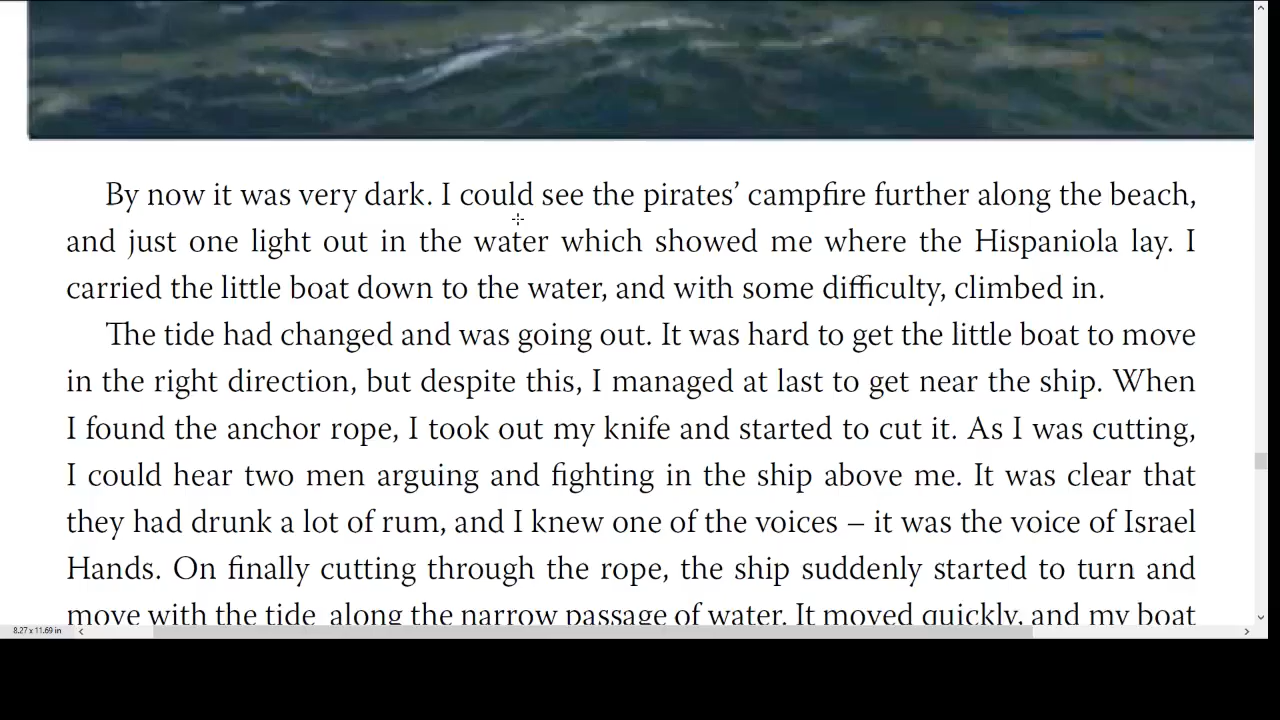 By now it was very dark. I could see the pirates’ campfire further along the beach,
and just one light out in the water which showed me where the Hispaniola lay. I
carried the little boat down to the water, and with some difficulty, climbed in.
The tide had changed and was going out. It was hard to get the little boat to move
in the right direction, but despite this, I managed at last to get near the ship. When
I found the anchor rope, I took out my knife and started to cut it. As I was cutting,
I could hear two men arguing and fighting in the ship above me. It was clear that
they had drunk a lot of rum, and I knew one of the voices – it was the voice of Israel
Hands. On finally cutting through the rope, the ship suddenly started to turn and
move with the tide along the narrow passage of water. It moved quickly, and my boat
8.27 x 11.69 in